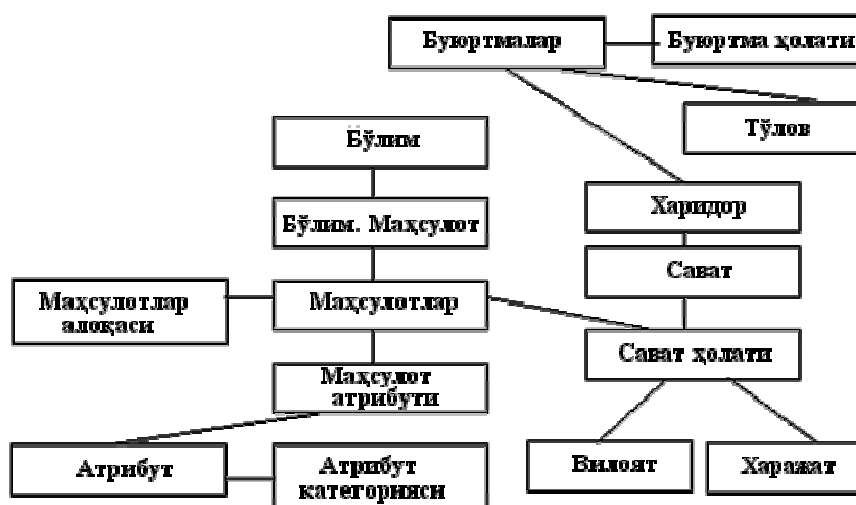 Буюртмалар
Буюртма ҳолати
Тўлов
Бўлим
Харидор
Бўлим. Маҳсулот
Сават
Маҳсулотлар
алоқаси
Маҳсулотлар
Сават ҳолати
Маҳсулот
атрибути
Атрибут
Атрибут
категорияси
Вилоят
Харажат